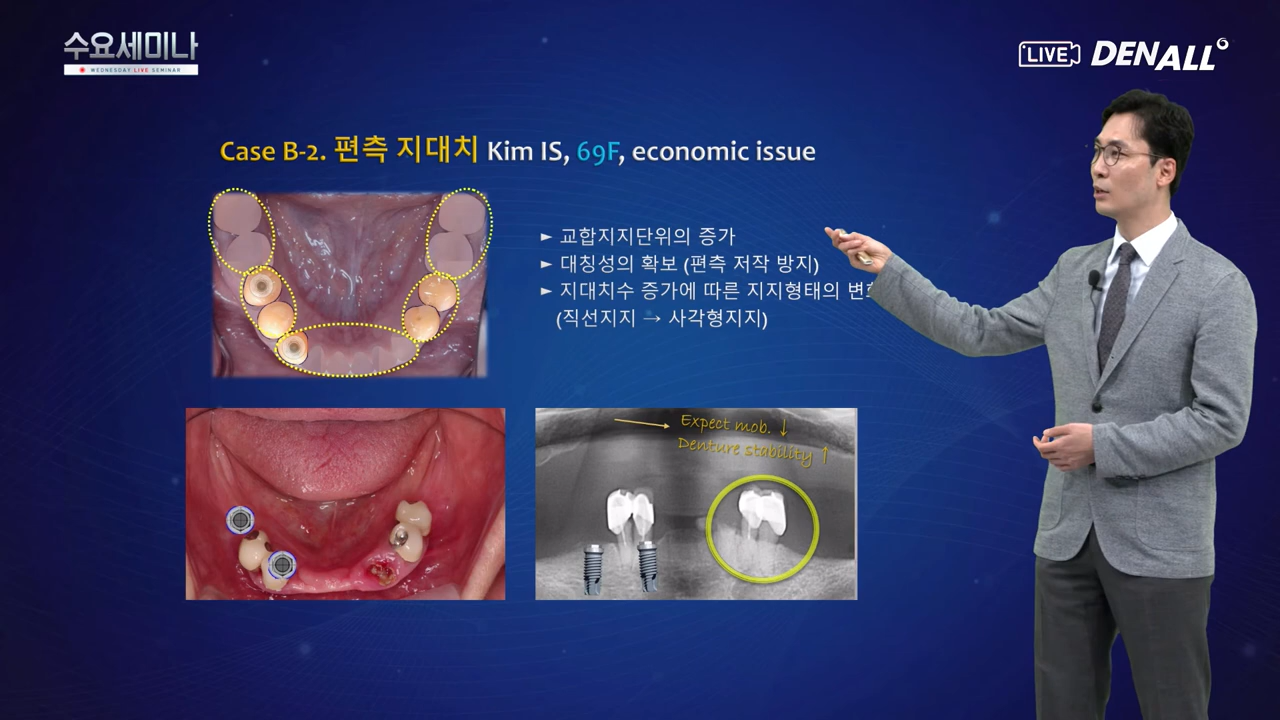 수요세미나
WEDNESDAY LIVE SEMINAR
LIVE DENALL
Case B-2. 편측 지대치 Kim IS, 69F, economic issue
► 교합지지단위의 증가
► 대칭성의 확보 (편측 저작 방지)
► 지대치수 증가에 따른 지지형태의
(직선지지 → 사각형지지)
Expect mob. ↓
Denture stability ↑